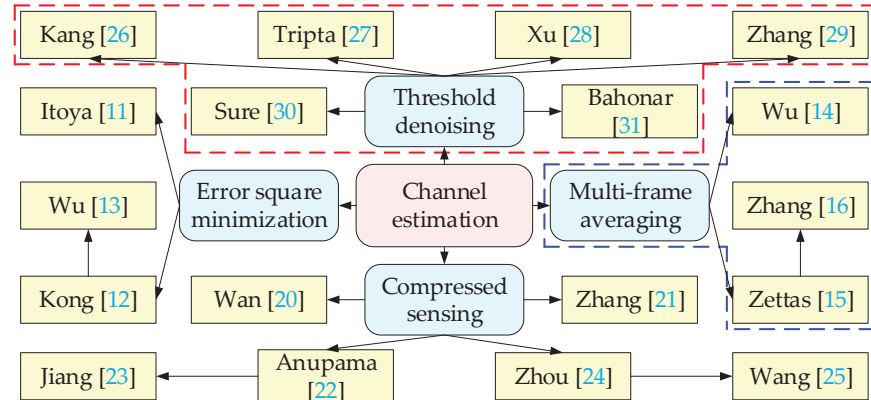 Kang [26]
Tripta [27]
Xu [28]
Zhang [29]
Itoya [11]
Sure [30]
Threshold
denoising
Bahonar
[31]
Wu [14]
Wu [13]
Error square
minimization
Channel
estimation
Multi-frame
averaging
Zhang [16]
Kong [12]
Wan [20]
Compressed
sensing
Zhang [21]
Zettas [15]
Jiang [23]
Anupama
[22]
Zhou [24]
Wang [25]